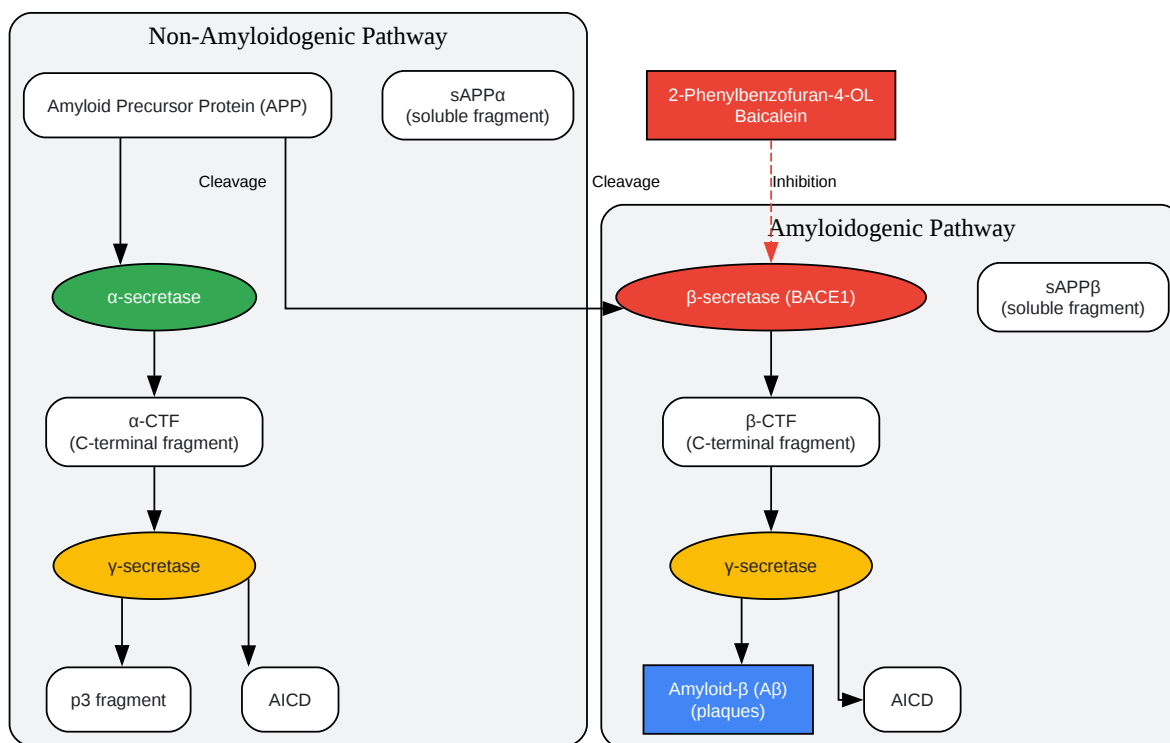 Non-Amyloidogenic Pathway
Amyloid Precursor Protein (APP)
sAPPα
(soluble fragment)
2-Phenylbenzofuran-4-OL
Baicalein
Cleavage
Cleavage
Inhibition
Amyloidogenic Pathway
α-secretase
β-secretase (BACE1)
sAPPβ
(soluble fragment)
α-CTF
(C-terminal fragment)
β-CTF
(C-terminal fragment)
γ-secretase
γ-secretase
p3 fragment
AICD
Amyloid-β (Aβ)
(plaques)
AICD